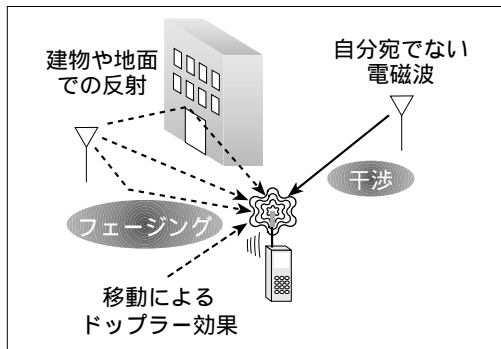 建物や地面
での反射
自分宛でない
電磁波
干渉
フェージング
移動による
ドップラー効果